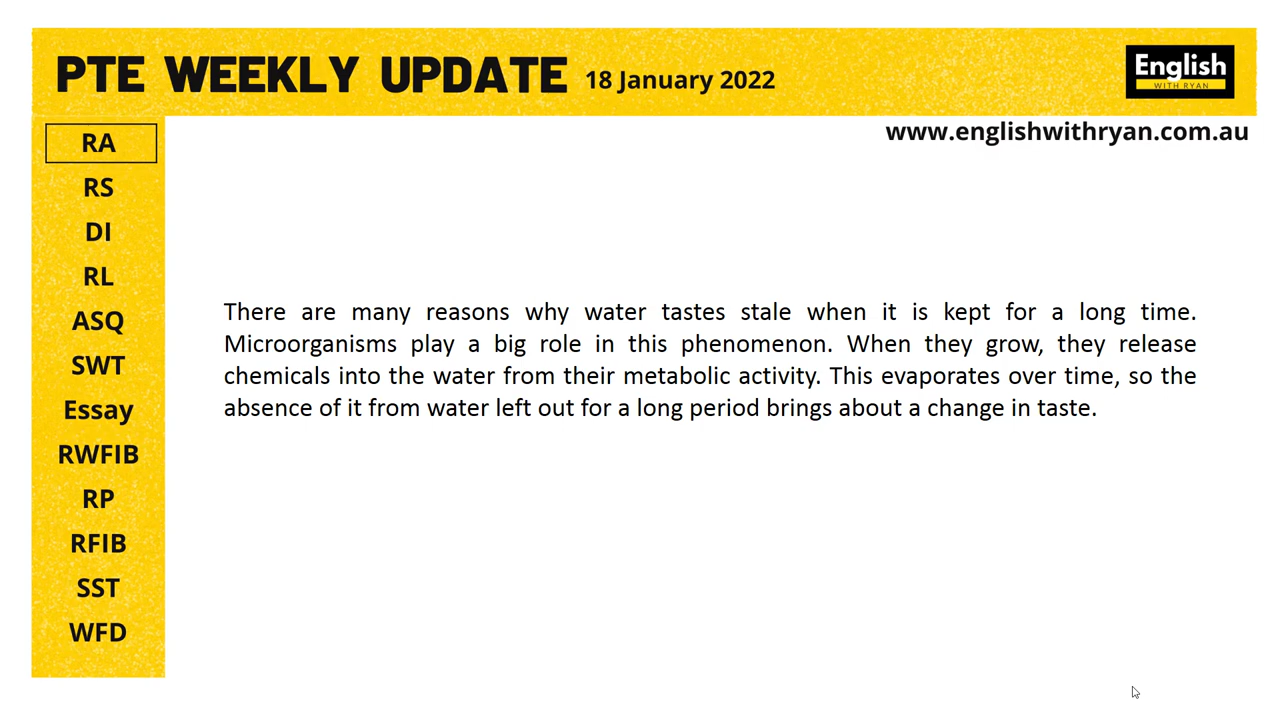 PTE WEEKLY UPDATE 18 January 2022
English
WITH RYAN
www.englishwithryan.com.au
RA
RS
DI
RL
ASQ
SWT
Essay
RWFIB
RP
RFIB
SST
WFD
There are many reasons why water tastes stale when it is kept for a long time.
Microorganisms play a big role in this phenomenon. When they grow, they release
chemicals into the water from their metabolic activity. This evaporates over time, so the
absence of it from water left out for a long period brings about a change in taste.